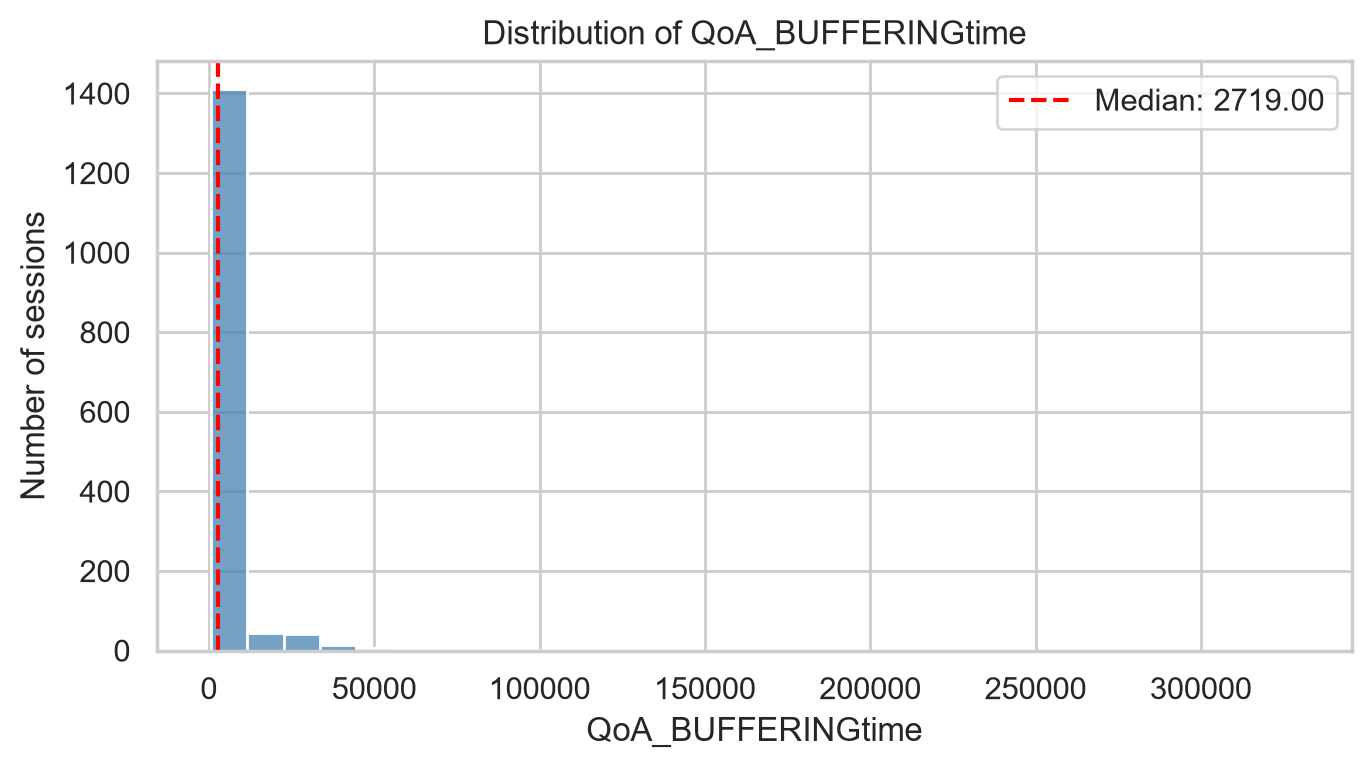 Distribution of QoA_BUFFERINGtime
Median: 2719.00
Number of sessions
1400
1200
1000
800
600
400
200
0
0 50000 100000 150000 200000 250000 300000
QoA_BUFFERINGtime